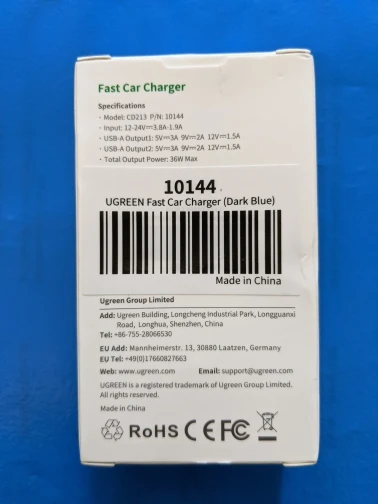 Fast Car Charger
Specifications
· Model: CD213 P/N: 10144
· Input: 12-24V⎓3.8A-1.9A
· USB-A Output1: 5V⎓3A 9V⎓2A 12V⎓1.5A
· USB-A Output2: 5V⎓3A 9V⎓2A 12V⎓1.5A
· Total Output Power: 36W Max
10144
UGREEN Fast Car Charger (Dark Blue)
Made in China
Ugreen Group Limited
Add: Ugreen Building, Longcheng Industrial Park, Longguanxi
Road, Longhua, Shenzhen, China
Tel: +86-755-28066530
EU Add: Mannheimerstr. 13, 30880 Laatzen, Germany
EU Tel: +49(0)17660827663
Web: www.ugreen.com Email: support@ugreen.com
UGREEN is a registered trademark of Ugreen Group Limited.
All rights reserved.
Made in China
RoHS CE FC